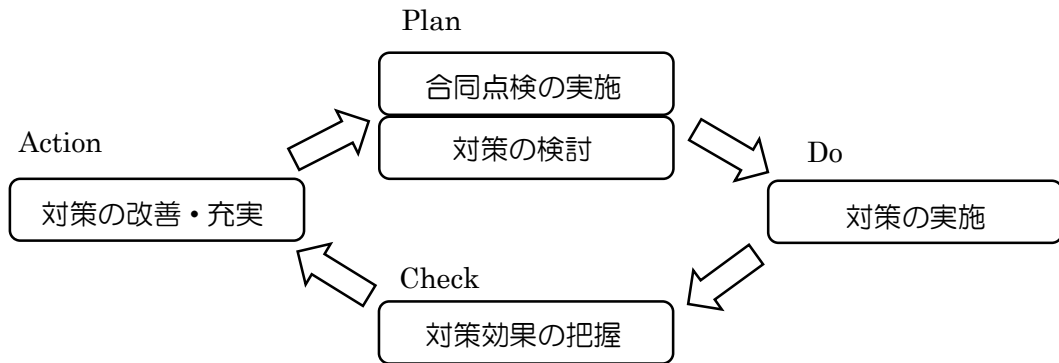 Plan
合同点検の実施
対策の検討
Action
対策の改善・充実
Do
対策の実施
Check
対策効果の把握